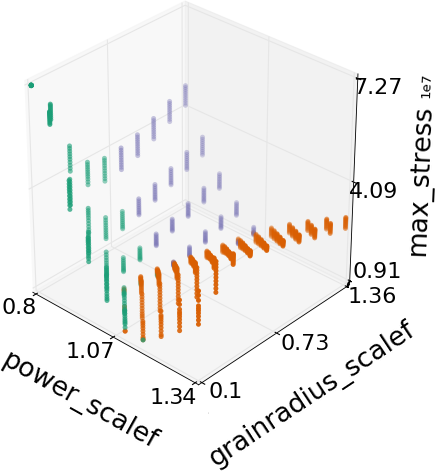 1e7
7.27
max_stress
4.09
0.91
0.8
1.36
1.07
0.73
1.34
0.1
power_scalef
grainradius_scalef